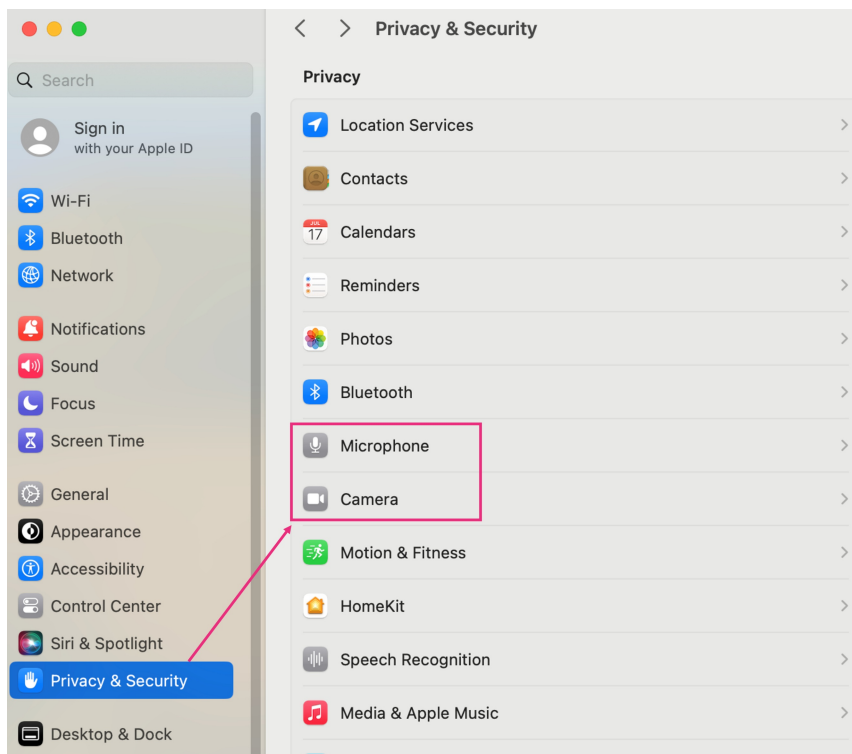 Privacy & Security
Search
Sign in
with your Apple ID
Wi-Fi
Bluetooth
Network
Notifications
Sound
Focus
Screen Time
General
Appearance
Accessibility
Control Center
Siri & Spotlight
Privacy & Security
Desktop & Dock
Privacy
Location Services
Contacts
JUL
17
Calendars
Reminders
Photos
Bluetooth
Microphone
Camera
Motion & Fitness
HomeKit
Speech Recognition
Media & Apple Music